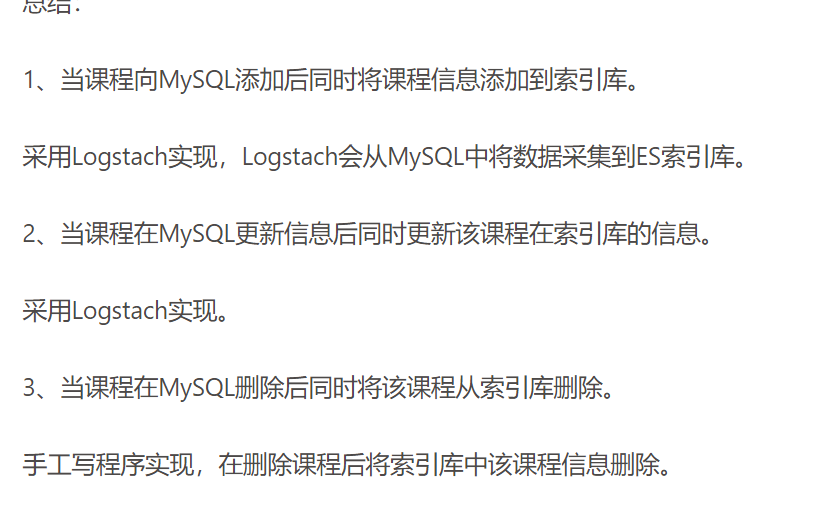 总结：
1、当课程向MySQL添加后同时将课程信息添加到索引库。
采用Logstach实现，Logstach会从MySQL中将数据采集到ES索引库。
2、当课程在MySQL更新信息后同时更新该课程在索引库的信息。
采用Logstach实现。
3、当课程在MySQL删除后同时将该课程从索引库删除。
手工写程序实现，在删除课程后将索引库中该课程信息删除。